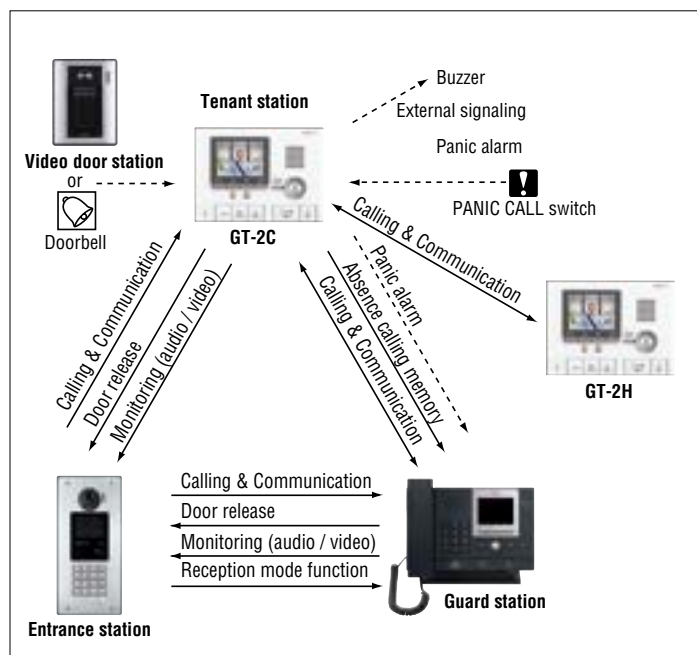 Tenant station
Buzzer
External signaling
Panic alarm
PANIC CALL switch
Video door station
or
Doorbell
GT-2C
Calling & Communication
GT-2H
Calling & Communication
Door release
Monitoring (audio / video)
Panic alarm
Absence calling memory
Calling & Communication
Calling & Communication
Door release
Monitoring (audio / video)
Reception mode function
Entrance station
Guard station